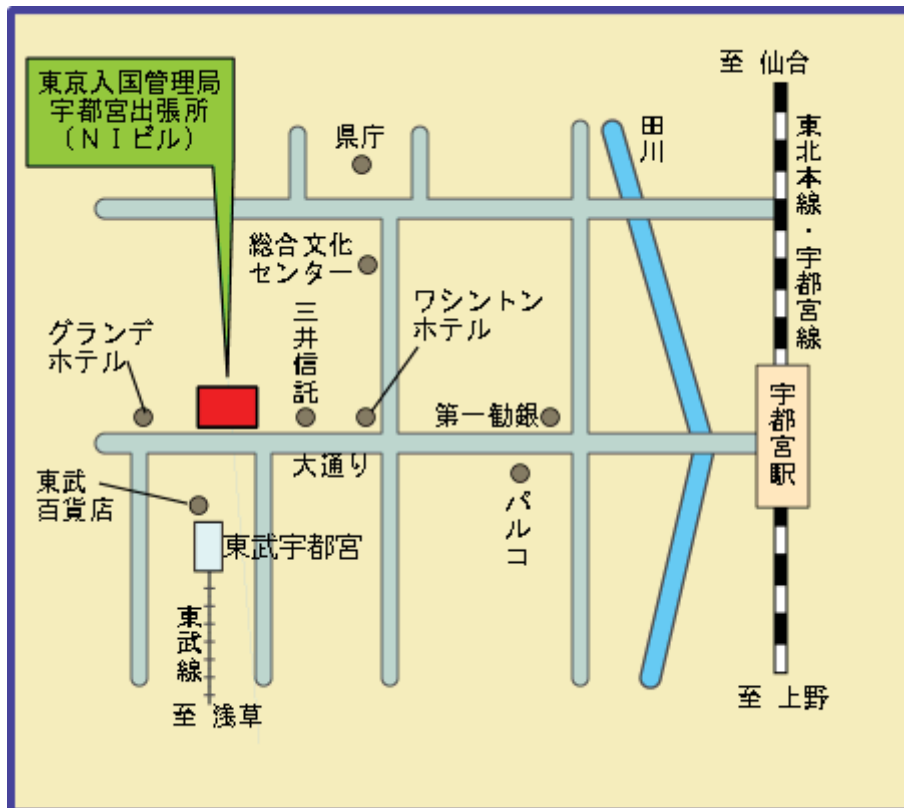 至 仙台
東京入国管理局
宇都宮出張所
(NIビル)
田川
東北本線・宇都宮線
県庁
総合文化
センター
ワシントン
ホテル
三井信託
グランデ
ホテル
第一勧銀
宇都宮駅
大通り
東武
百貨店
パルコ
東武宇都宮
東武線
至 浅草
至 上野